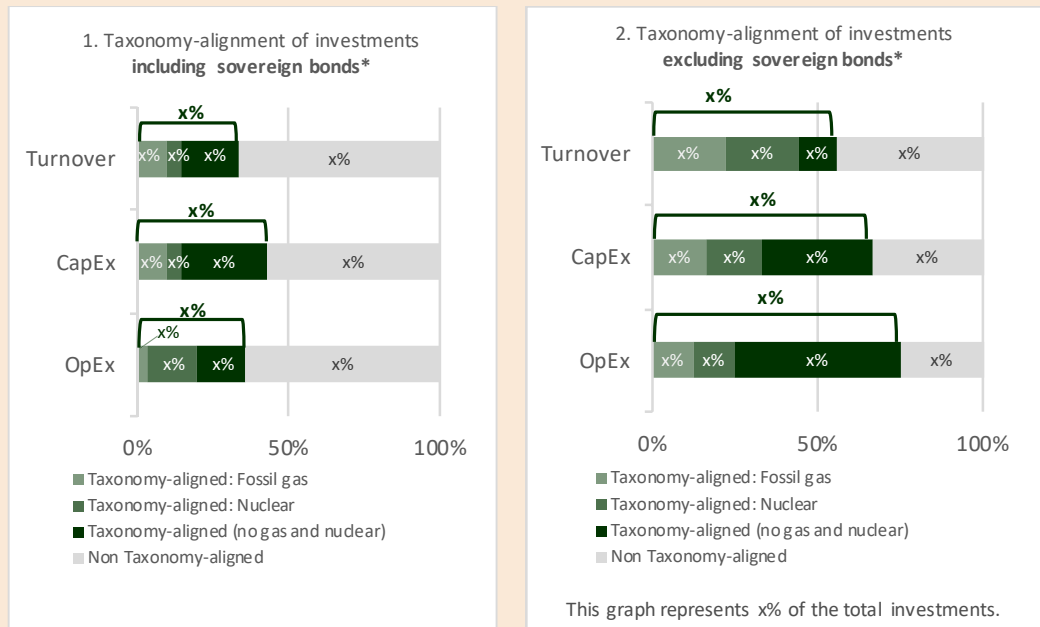 1. Taxonomy-alignment of investments
including sovereign bonds*
x%
Turnover
x% x% x% x%
x%
CapEx
x% x% x% x%
x%
x%
OpEx
x% x% x%
0% 50% 100%
Taxonomy-aligned: Fossil gas
Taxonomy-aligned: Nuclear
Taxonomy-aligned (no gas and nuclear)
Non Taxonomy-aligned
2. Taxonomy-alignment of investments
excluding sovereign bonds*
x%
Turnover
x% x% x% x%
x%
CapEx
x% x% x% x%
x%
OpEx
x% x% x% x%
0% 50% 100%
Taxonomy-aligned: Fossil gas
Taxonomy-aligned: Nuclear
Taxonomy-aligned (no gas and nuclear)
Non Taxonomy-aligned
This graph represents x% of the total investments.